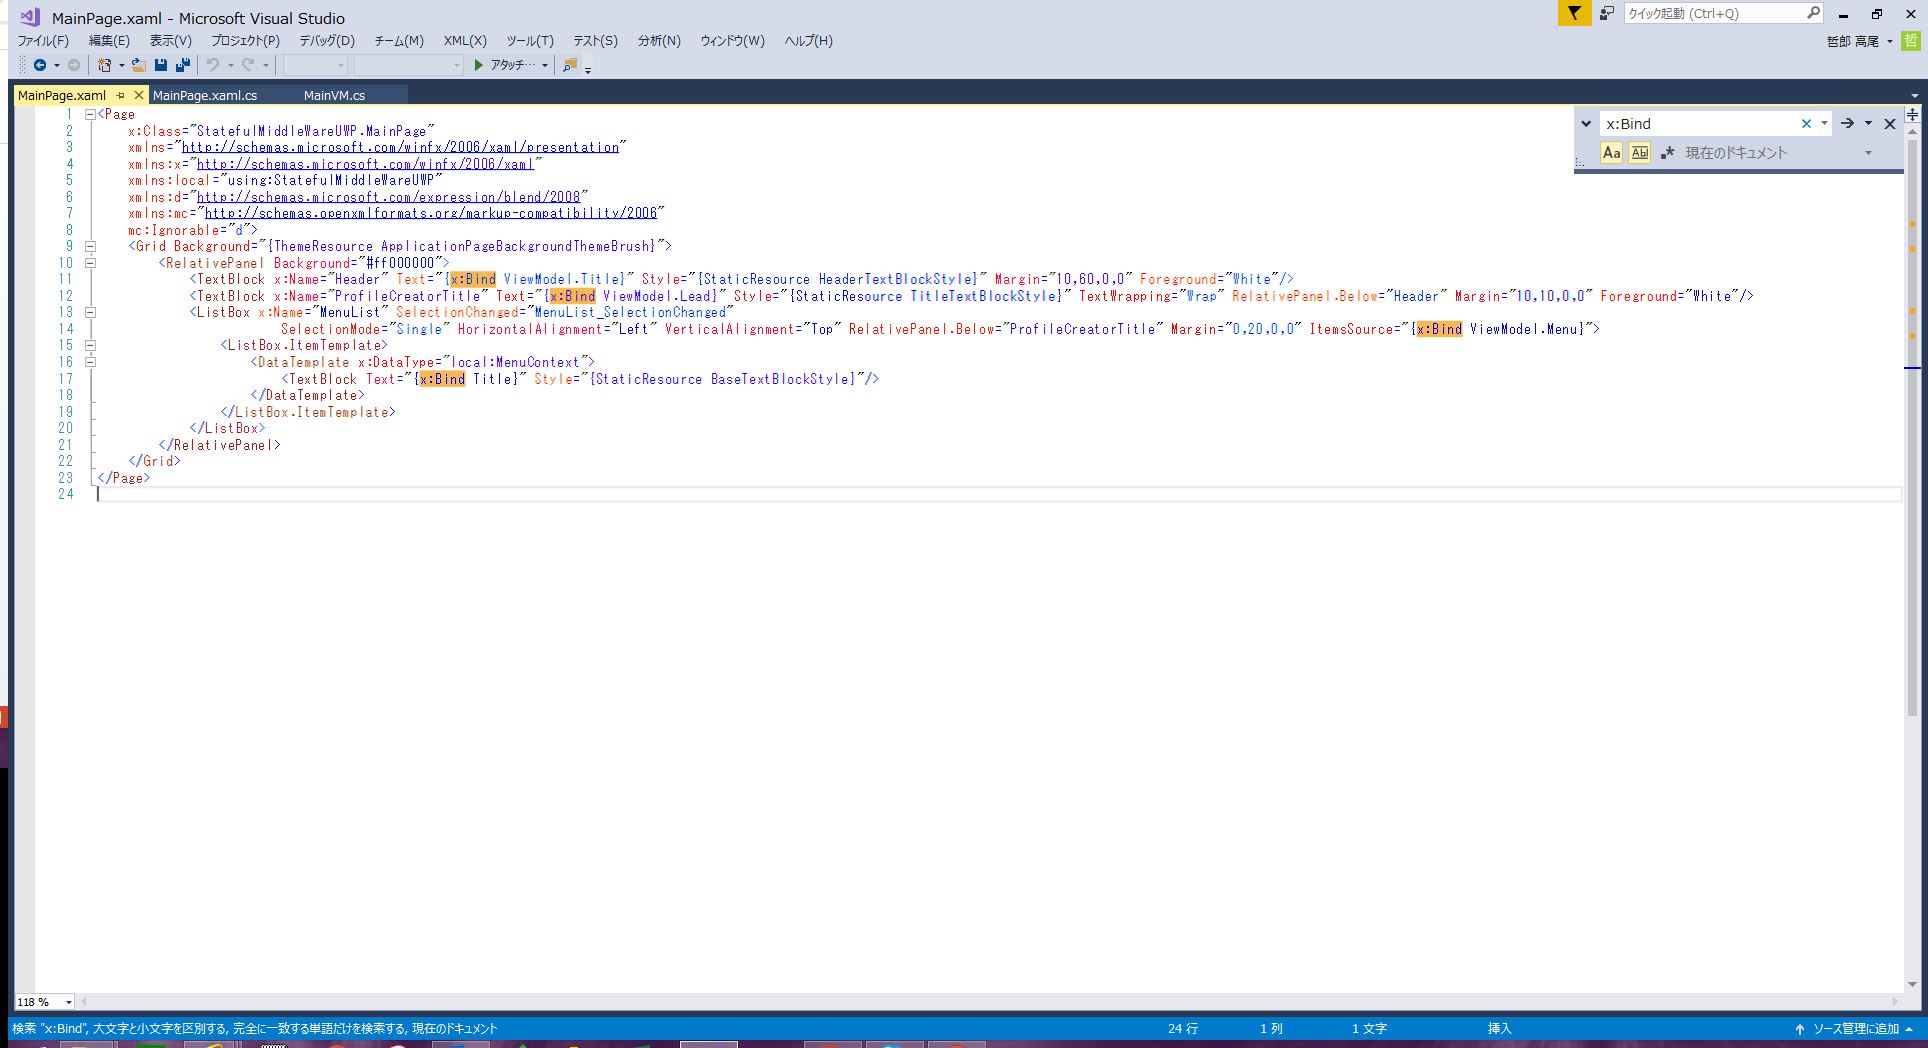 MainPage.xaml - Microsoft Visual Studio
クイック起動 (Ctrl+Q)
ファイル(F) 編集(E) 表示(V) プロジェクト(P) デバッグ(D) チーム(M) XML(X) ツール(T) テスト(S) 分析(N) ウィンドウ(W) ヘルプ(H)
哲郎 高尾 哲
アタッチ…
MainPage.xaml MainPage.xaml.cs MainVM.cs
x:Bind
Aa Abl .* 現在のドキュメント
1 <Page
2 x:Class="StatefulMiddleWareUWP.MainPage"
3 xmlns="http://schemas.microsoft.com/winfx/2006/xaml/presentation"
4 xmlns:x="http://schemas.microsoft.com/winfx/2006/xaml"
5 xmlns:local="using:StatefulMiddleWareUWP"
6 xmlns:d="http://schemas.microsoft.com/expression/blend/2008"
7 xmlns:mc="http://schemas.openxmlformats.org/markup-compatibility/2006"
8 mc:Ignorable="d">
9 <Grid Background="{ThemeResource ApplicationPageBackgroundThemeBrush}">
10 <RelativePanel Background="#ff000000">
11 <TextBlock x:Name="Header" Text="{x:Bind ViewModel.Title}" Style="{StaticResource HeaderTextBlockStyle}" Margin="10,60,0,0" Foreground="White"/>
12 <TextBlock x:Name="ProfileCreatorTitle" Text="{x:Bind ViewModel.Lead}" Style="{StaticResource TitleTextBlockStyle}" TextWrapping="Wrap" RelativePanel.Below="Header" Margin="10,10,0,0" Foreground="White"/>
13 <ListBox x:Name="MenuList" SelectionChanged="MenuList_SelectionChanged"
14 SelectionMode="Single" HorizontalAlignment="Left" VerticalAlignment="Top" RelativePanel.Below="ProfileCreatorTitle" Margin="0,20,0,0" ItemsSource="{x:Bind ViewModel.Menu}">
15 <ListBox.ItemTemplate>
16 <DataTemplate x:DataType="local:MenuContext">
17 <TextBlock Text="{x:Bind Title}" Style="{StaticResource BaseTextBlockStyle}"/>
18 </DataTemplate>
19 </ListBox.ItemTemplate>
20 </ListBox>
21 </RelativePanel>
22 </Grid>
23 </Page>
24
118 %
検索 "x:Bind", 大文字と小文字を区別する, 完全に一致する単語だけを検索する, 現在のドキュメント
24 行 1 列 1 文字 挿入 ソース管理に追加